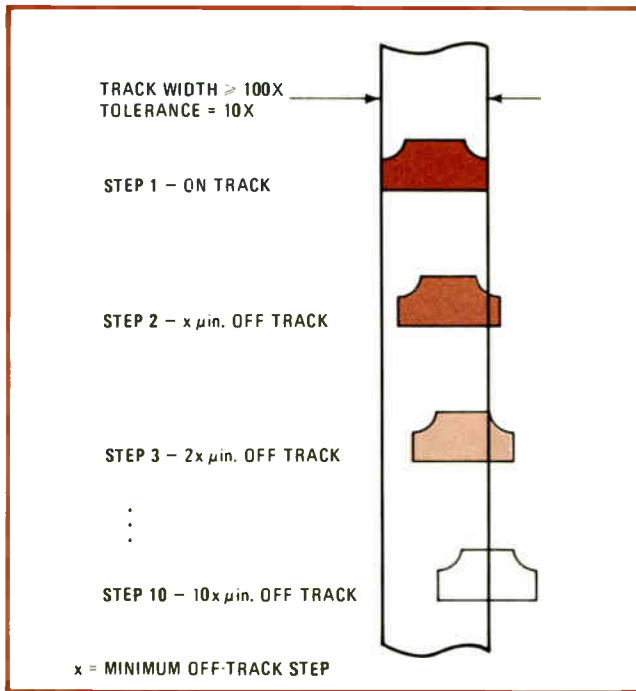 TRACK WIDTH ⩾ 100X
TOLERANCE = 10X
STEP 1 – ON TRACK
STEP 2 – x μin. OFF TRACK
STEP 3 – 2x μin. OFF TRACK
STEP 10 – 10x μin. OFF TRACK
x = MINIMUM OFF-TRACK STEP